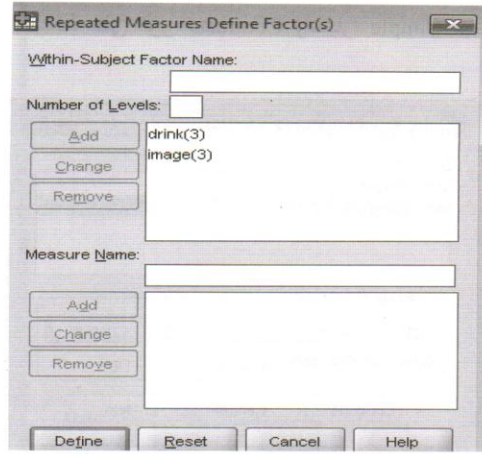 Repeated Measures Define Factor(s)
Within-Subject Factor Name:
Number of Levels:
Add
drink(3)
Change
image(3)
Remove
Measure Name:
Add
Change
Remove
Define Reset Cancel Help